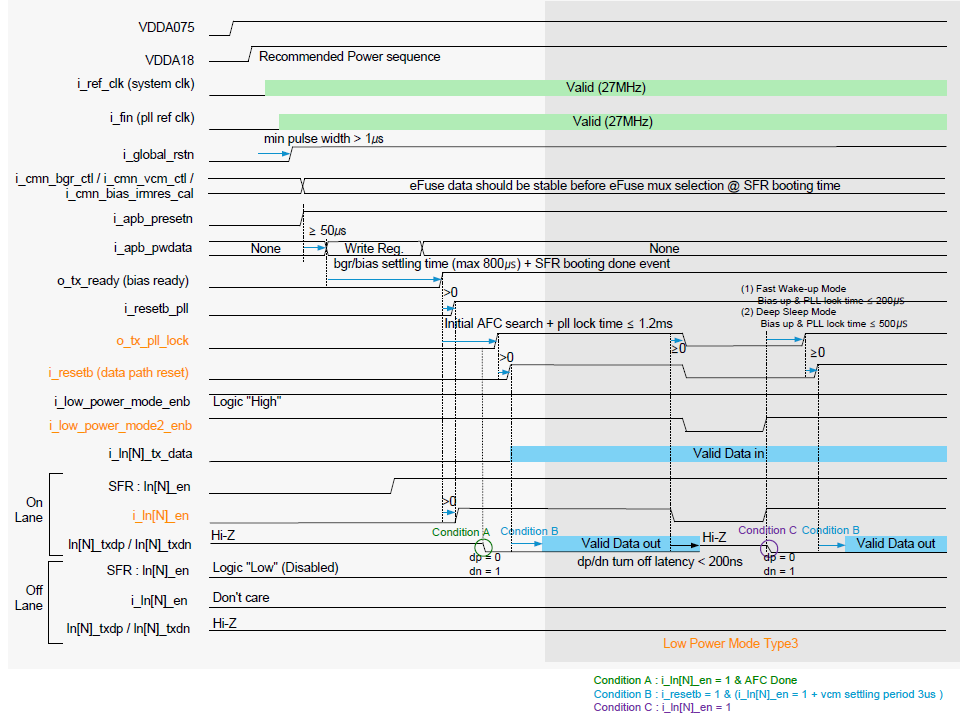 VDDA075
VDDA18
Recommended Power sequence
i_ref_clk (system clk)
Valid (27MHz)
i_fin (pll ref clk)
Valid (27MHz)
min pulse width > 1µs
i_global_rstn
i_cmn_bgr_ctl / i_cmn_vcm_ctl /
i_cmn_bias_irmres_cal
eFuse data should be stable before eFuse mux selection @ SFR booting time
i_apb_presetn
≥ 50µs
i_apb_pwdata
None
Write Reg.
None
bgr/bias settling time (max 800µs) + SFR booting done event
o_tx_ready (bias ready)
>0
(1) Fast Wake-up Mode
Bias up & PLL lock time ≤ 200µS
(2) Deep Sleep Mode
Bias up & PLL lock time ≤ 500µS
i_resetb_pll
Initial AFC search + pll lock time ≤ 1.2ms
o_tx_pll_lock
≥0
>0
≥0
i_resetb (data path reset)
i_low_power_mode_enb
Logic "High"
i_low_power_mode2_enb
i_ln[N]_tx_data
Valid Data in
On
Lane
SFR : ln[N]_en
>0
i_ln[N]_en
Condition A
Condition B
Condition C
Condition B
ln[N]_txdp / ln[N]_txdn
Hi-Z
Valid Data out
Hi-Z
Valid Data out
dp = 0
dn = 1
dp/dn turn off latency < 200ns
dp = 0
dn = 1
Off
Lane
SFR : ln[N]_en
Logic "Low" (Disabled)
i_ln[N]_en
Don't care
ln[N]_txdp / ln[N]_txdn
Hi-Z
Low Power Mode Type3
Condition A : i_ln[N]_en = 1 & AFC Done
Condition B : i_resetb = 1 & (i_ln[N]_en = 1 + vcm settling period 3us )
Condition C : i_ln[N]_en = 1